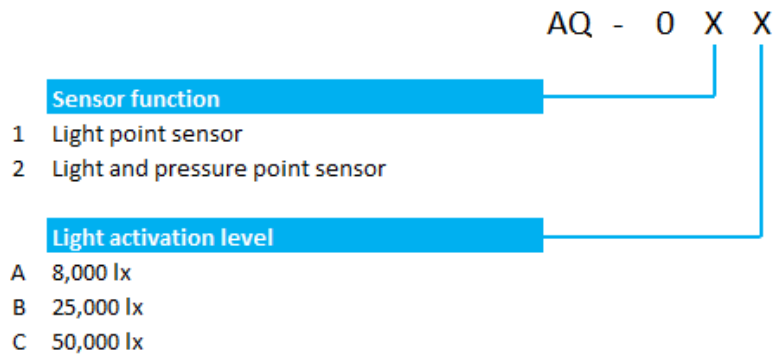 AQ - 0 X X
Sensor function
1 Light point sensor
2 Light and pressure point sensor
Light activation level
A 8,000 lx
B 25,000 lx
C 50,000 lx